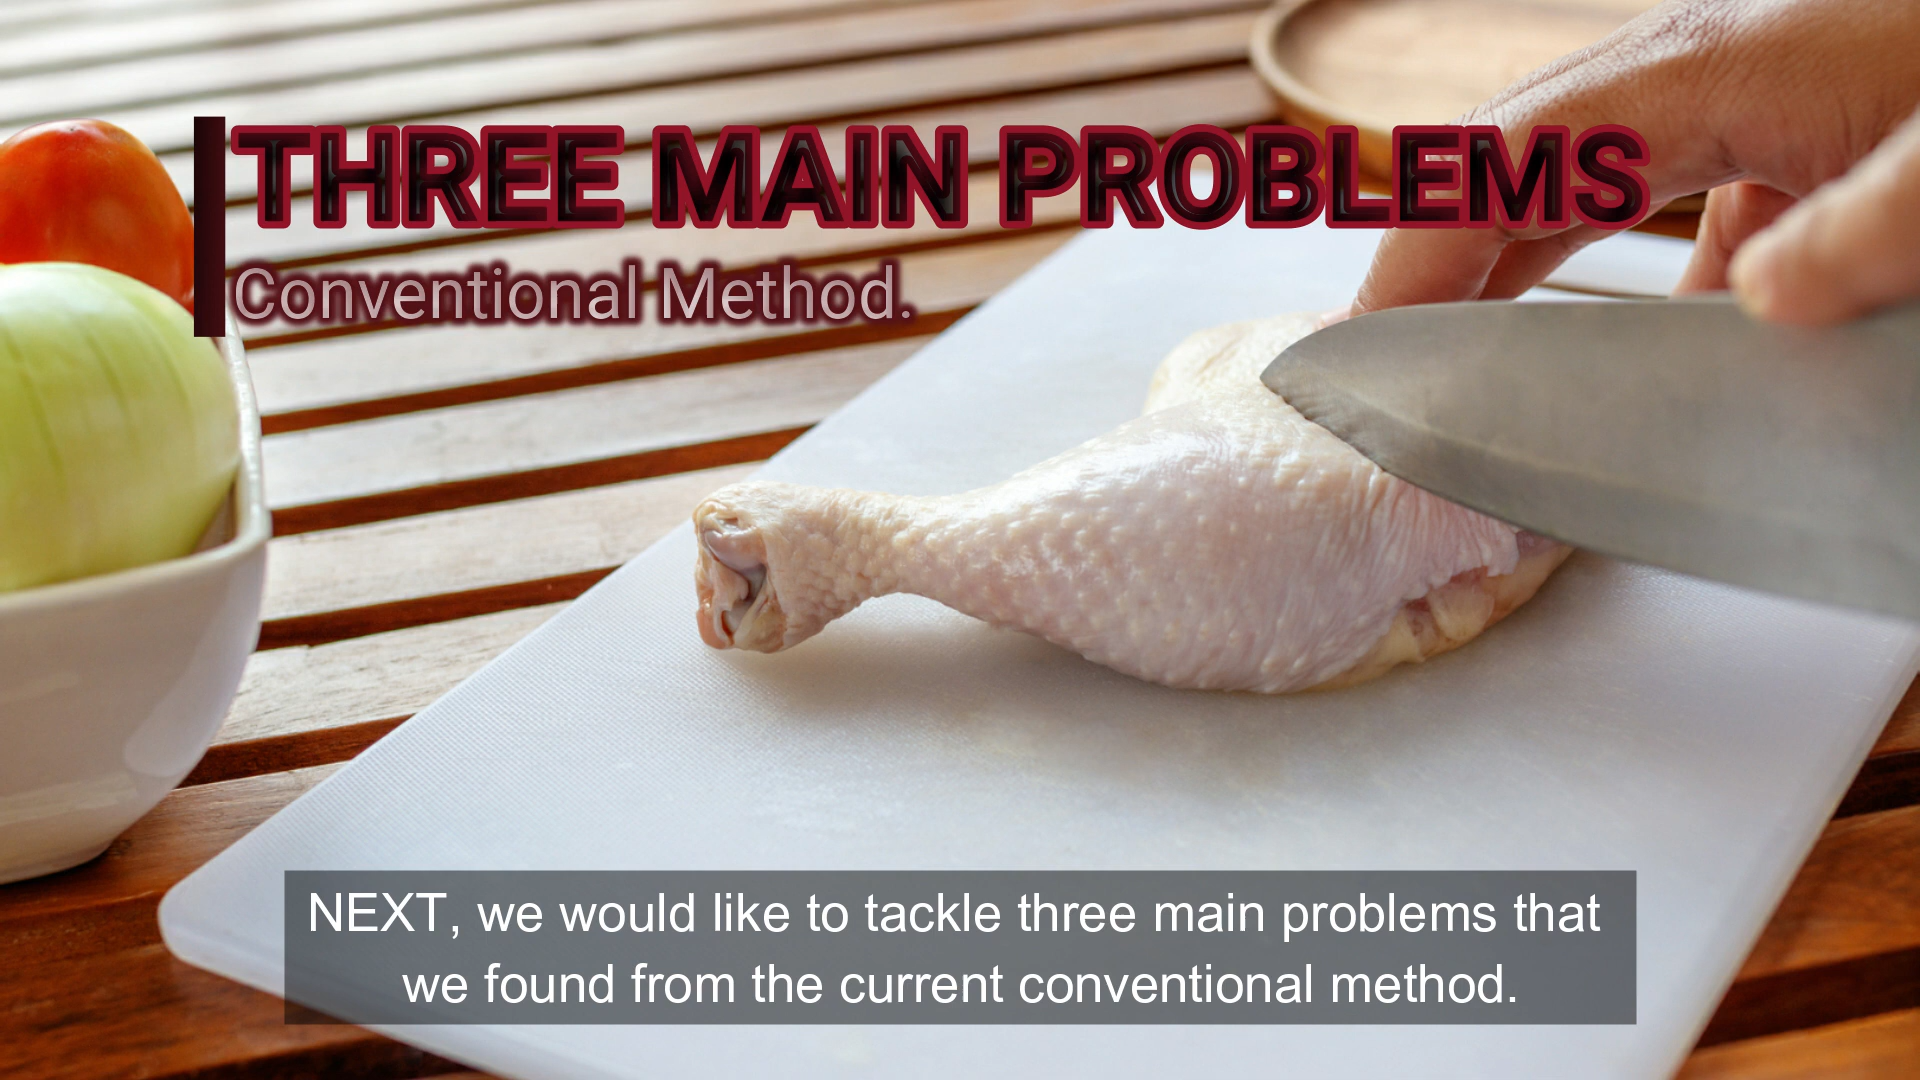 THREE MAIN PROBLEMS
Conventional Method.
NEXT, we would like to tackle three main problems that
we found from the current conventional method.